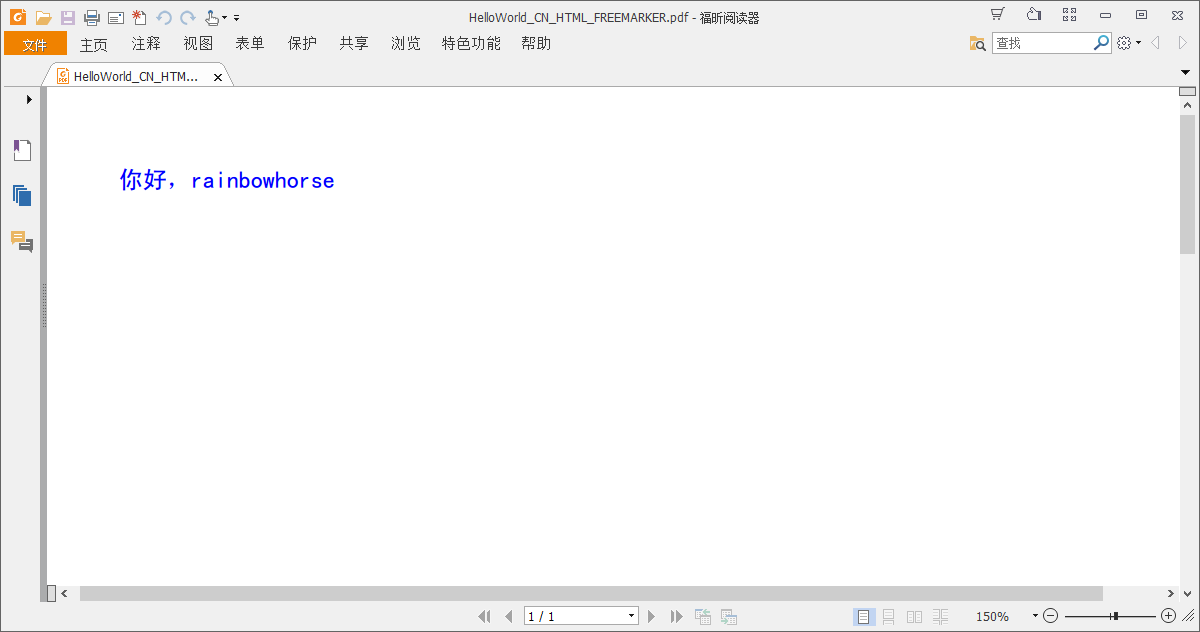 HelloWorld_CN_HTML_FREEMARKER.pdf - 福昕阅读器
文件 主页 注释 视图 表单 保护 共享 浏览 特色功能 帮助 查找
HelloWorld_CN_HTM...
你好，rainbowhorse
1 / 1 150%